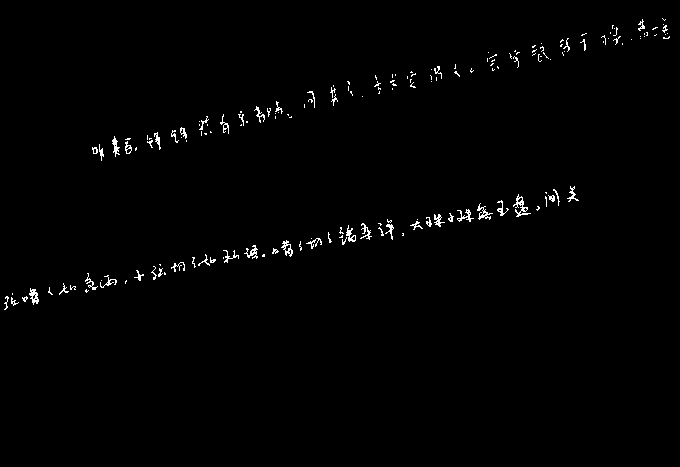 听其音,铮铮然有京都声。问其人,本长安倡女。尝学琵琶于穆、曹二
弦嘈嘈如急雨,小弦切切如私语。嘈嘈切切错杂弹,大珠小珠落玉盘。间关